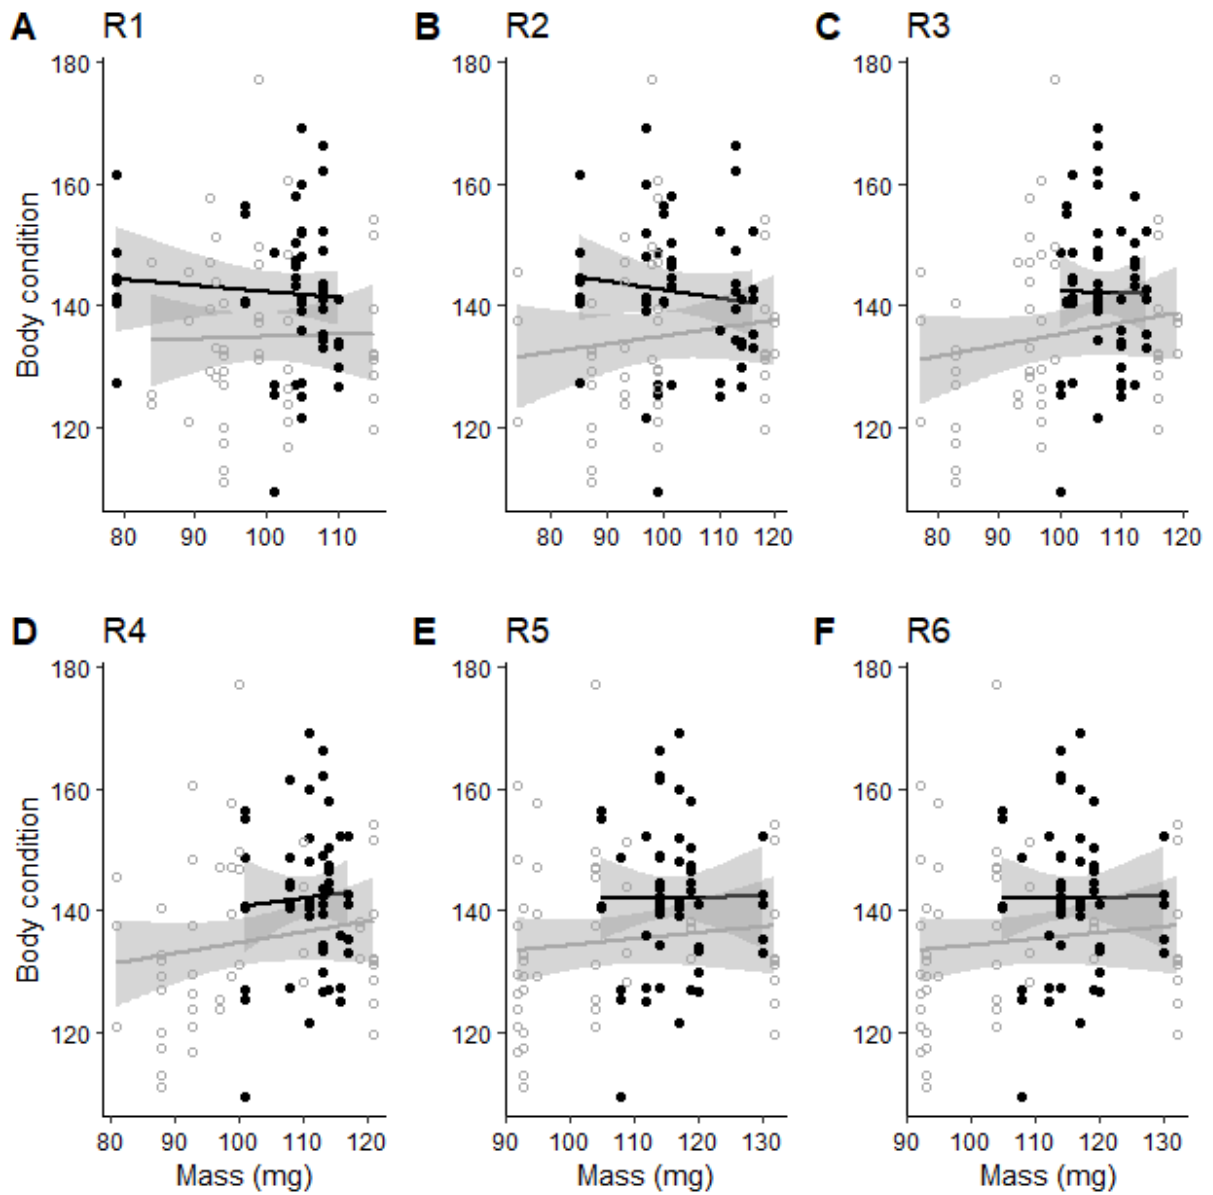 A R1 B R2 C R3
180 180 180
160 160 160
140 140 140
120 120 120
Body condition
80 90 100 110 80 90 100 110 120 80 90 100 110 120
D R4 E R5 F R6
180 180 180
160 160 160
140 140 140
120 120 120
Body condition
80 90 100 110 120 90 100 110 120 130 90 100 110 120 130
Mass (mg) Mass (mg) Mass (mg)